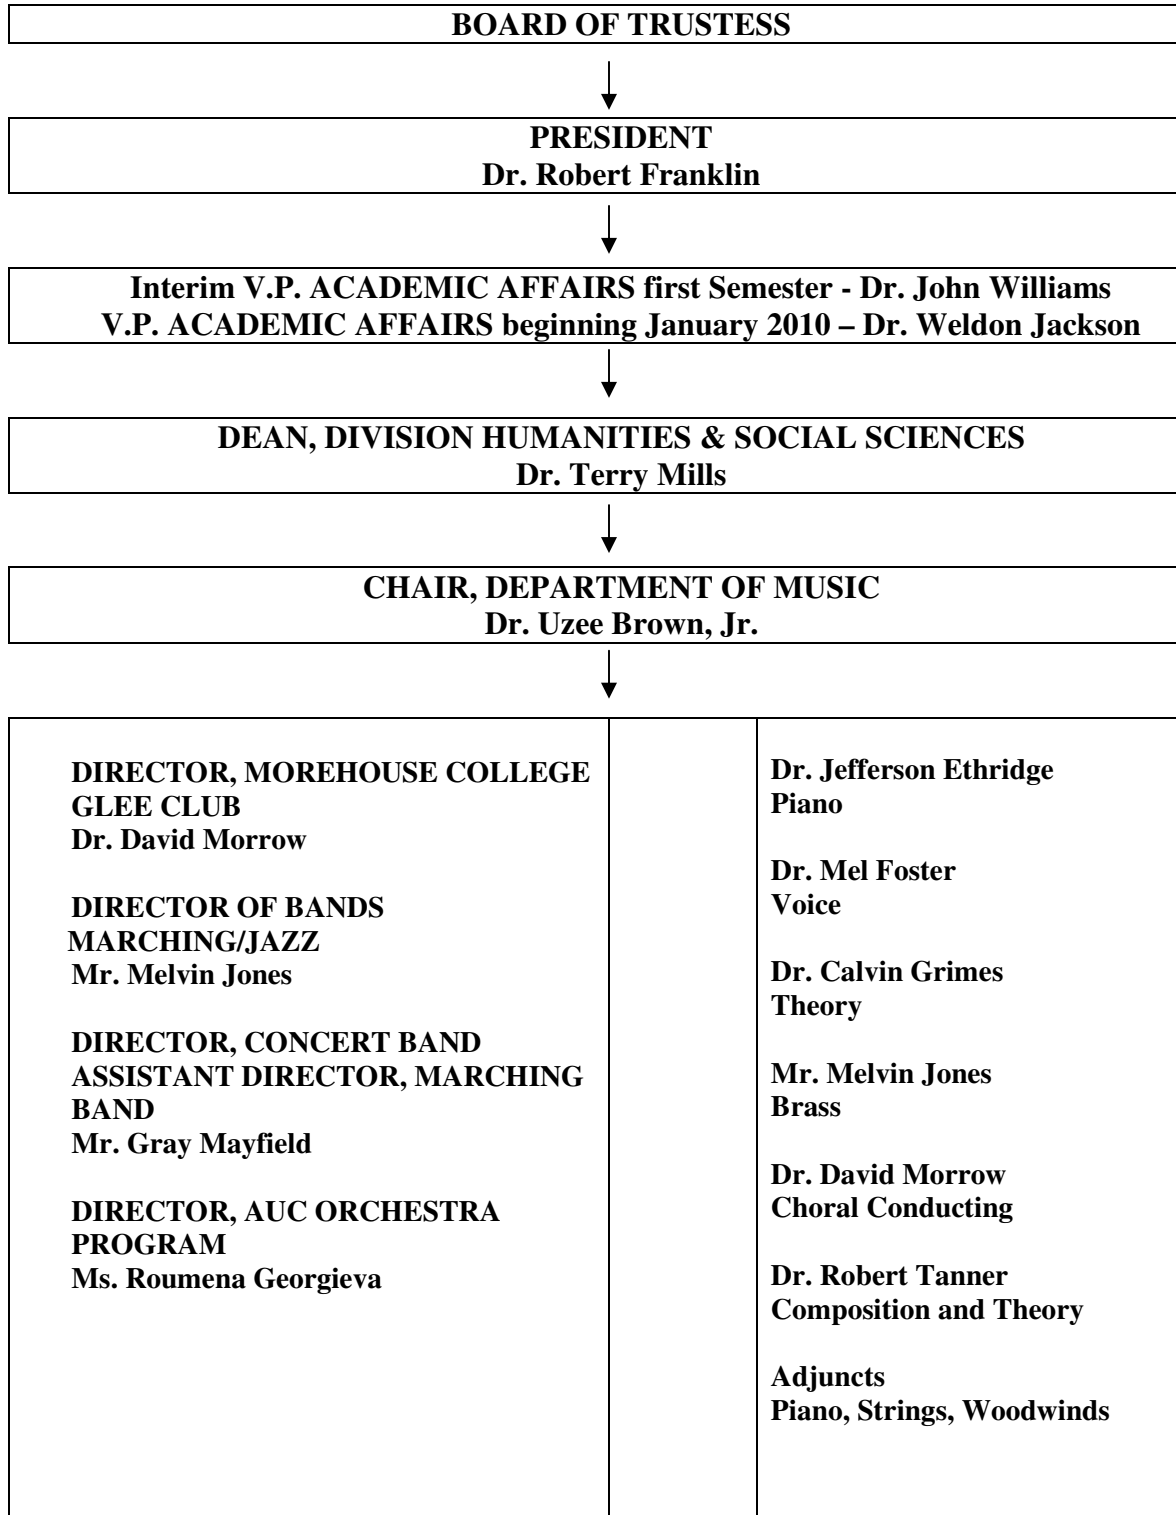 BOARD OF TRUSTESS
PRESIDENT
Dr. Robert Franklin
Interim V.P. ACADEMIC AFFAIRS first Semester - Dr. John Williams
V.P. ACADEMIC AFFAIRS beginning January 2010 – Dr. Weldon Jackson
DEAN, DIVISION HUMANITIES & SOCIAL SCIENCES
Dr. Terry Mills
CHAIR, DEPARTMENT OF MUSIC
Dr. Uzee Brown, Jr.
DIRECTOR, MOREHOUSE COLLEGE
GLEE CLUB
Dr. David Morrow
DIRECTOR OF BANDS
MARCHING/JAZZ
Mr. Melvin Jones
DIRECTOR, CONCERT BAND
ASSISTANT DIRECTOR, MARCHING
BAND
Mr. Gray Mayfield
DIRECTOR, AUC ORCHESTRA
PROGRAM
Ms. Roumena Georgieva
Dr. Jefferson Ethridge
Piano
Dr. Mel Foster
Voice
Dr. Calvin Grimes
Theory
Mr. Melvin Jones
Brass
Dr. David Morrow
Choral Conducting
Dr. Robert Tanner
Composition and Theory
Adjuncts
Piano, Strings, Woodwinds